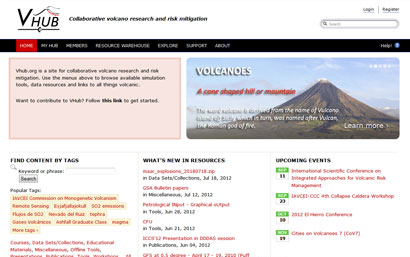 VHUB
Collaborative volcano research and risk mitigation
Login
Register
Search
HOME
MY HUB
MEMBERS
RESOURCE WAREHOUSE
EXPLORE
SUPPORT
ABOUT
Help!
Vhub.org is a site for collaborative volcano research and risk
mitigation. Use the menus above to browse available simulation
tools, data resources and links to all things volcanic.
Want to contribute to Vhub? Follow this link to get started.
VOLCANOES
A cone shaped hill or mountain
The word volcano is derived from the name of Vulcano
island off Italy which in turn, was named after Vulcan,
the Roman god of fire.
Learn more ›
FIND CONTENT BY TAGS
Keyword or phrase:
Search
Popular Tags:
IAVCEI Commission on Monogenetic Volcanism
Remote Sensing Eyjafjallajokull SO2 emissions
Flujos de SO2 Nevado del Ruiz tephra
Gases Volcánicos Ashfall Graduate Class magma
More tags ›
Courses, Data Sets/Collections, Educational
Materials, Miscellaneous, Offline Tools,
Presentations, Publications, Tools, Workshops, All
WHAT'S NEW IN RESOURCES
maar_explosions_20180718.zip
in Data Sets/Collections, Jul 18, 2012
GSA Bulletin papers
in Miscellaneous, Jul 12, 2012
Petrological INput - Graphical oUtput
in Tools, Jun 28, 2012
CFU
in Tools, Jun 21, 2012
ICCS'12 Presentation in DDDAS session
in Publications, Jun 04, 2012
GFS at 0.5 degree - April 17 - 19, 2010 (Puff
UPCOMING EVENTS
SEP
11
International Scientific Conference on
Integrated Approaches for Volcanic Risk
Management
SEP
23
IAVCEI-CCC 4th Collapse Caldera Workshop
OCT
10
2012 El Hierro Conference
NOV
19
Cities on Volcanoes 7 (CoV7)